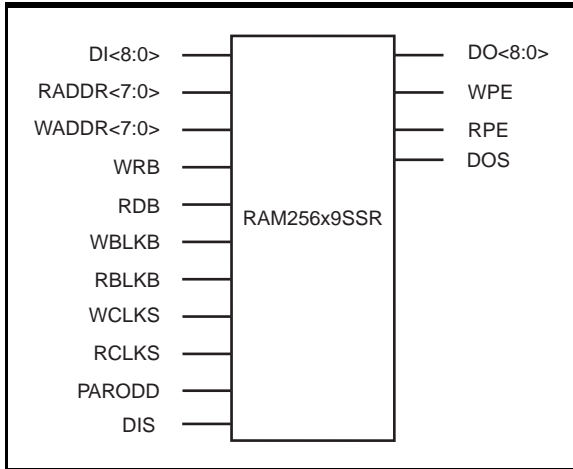 DI<8:0>
RADDR<7:0>
WADDR<7:0>
WRB
RDB
WBLKB
RBLKB
WCLKS
RCLKS
PARODD
DIS
RAM256x9SSR
DO<8:0>
WPE
RPE
DOS